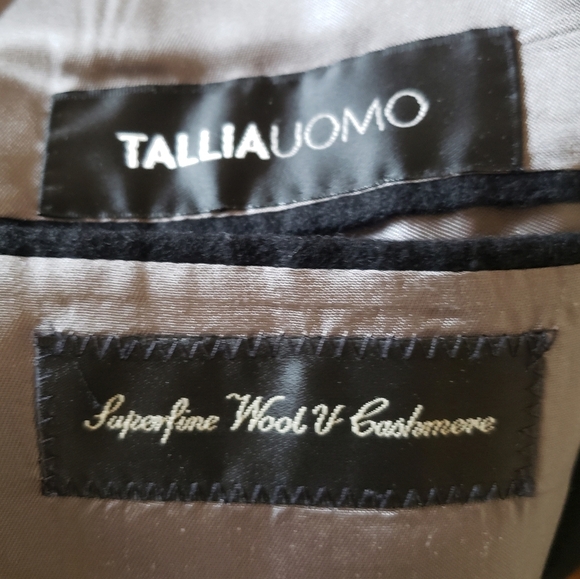 TALLIAUOMO
Superfine Wool & Cashmere